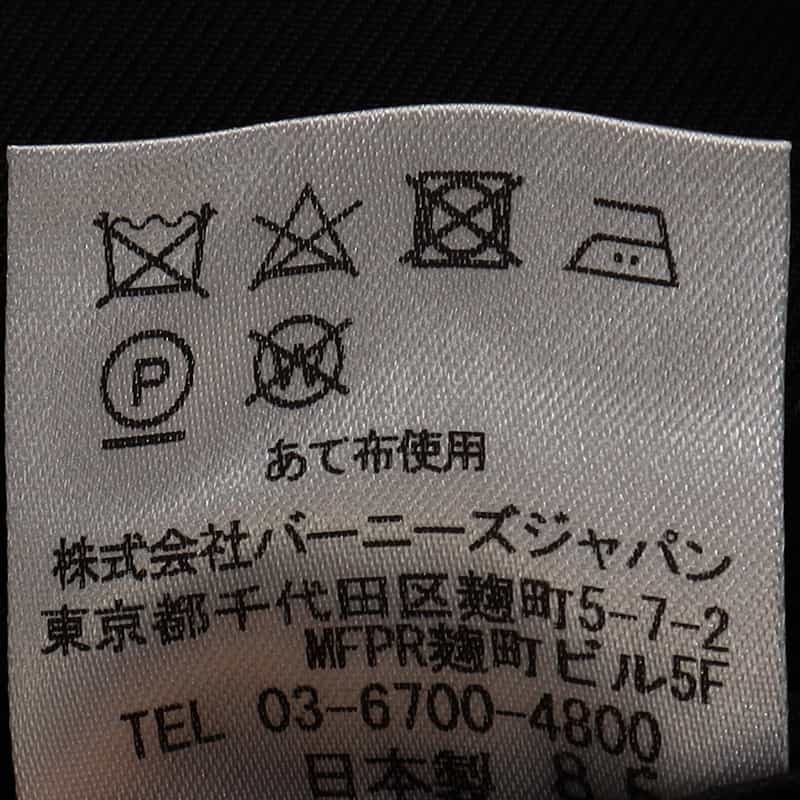 P
W
あて布使用
株式会社バーニーズジャパン
東京都千代田区麹町5-7-2
MFPR麹町ビル5F
TEL 03-6700-4800
日本製